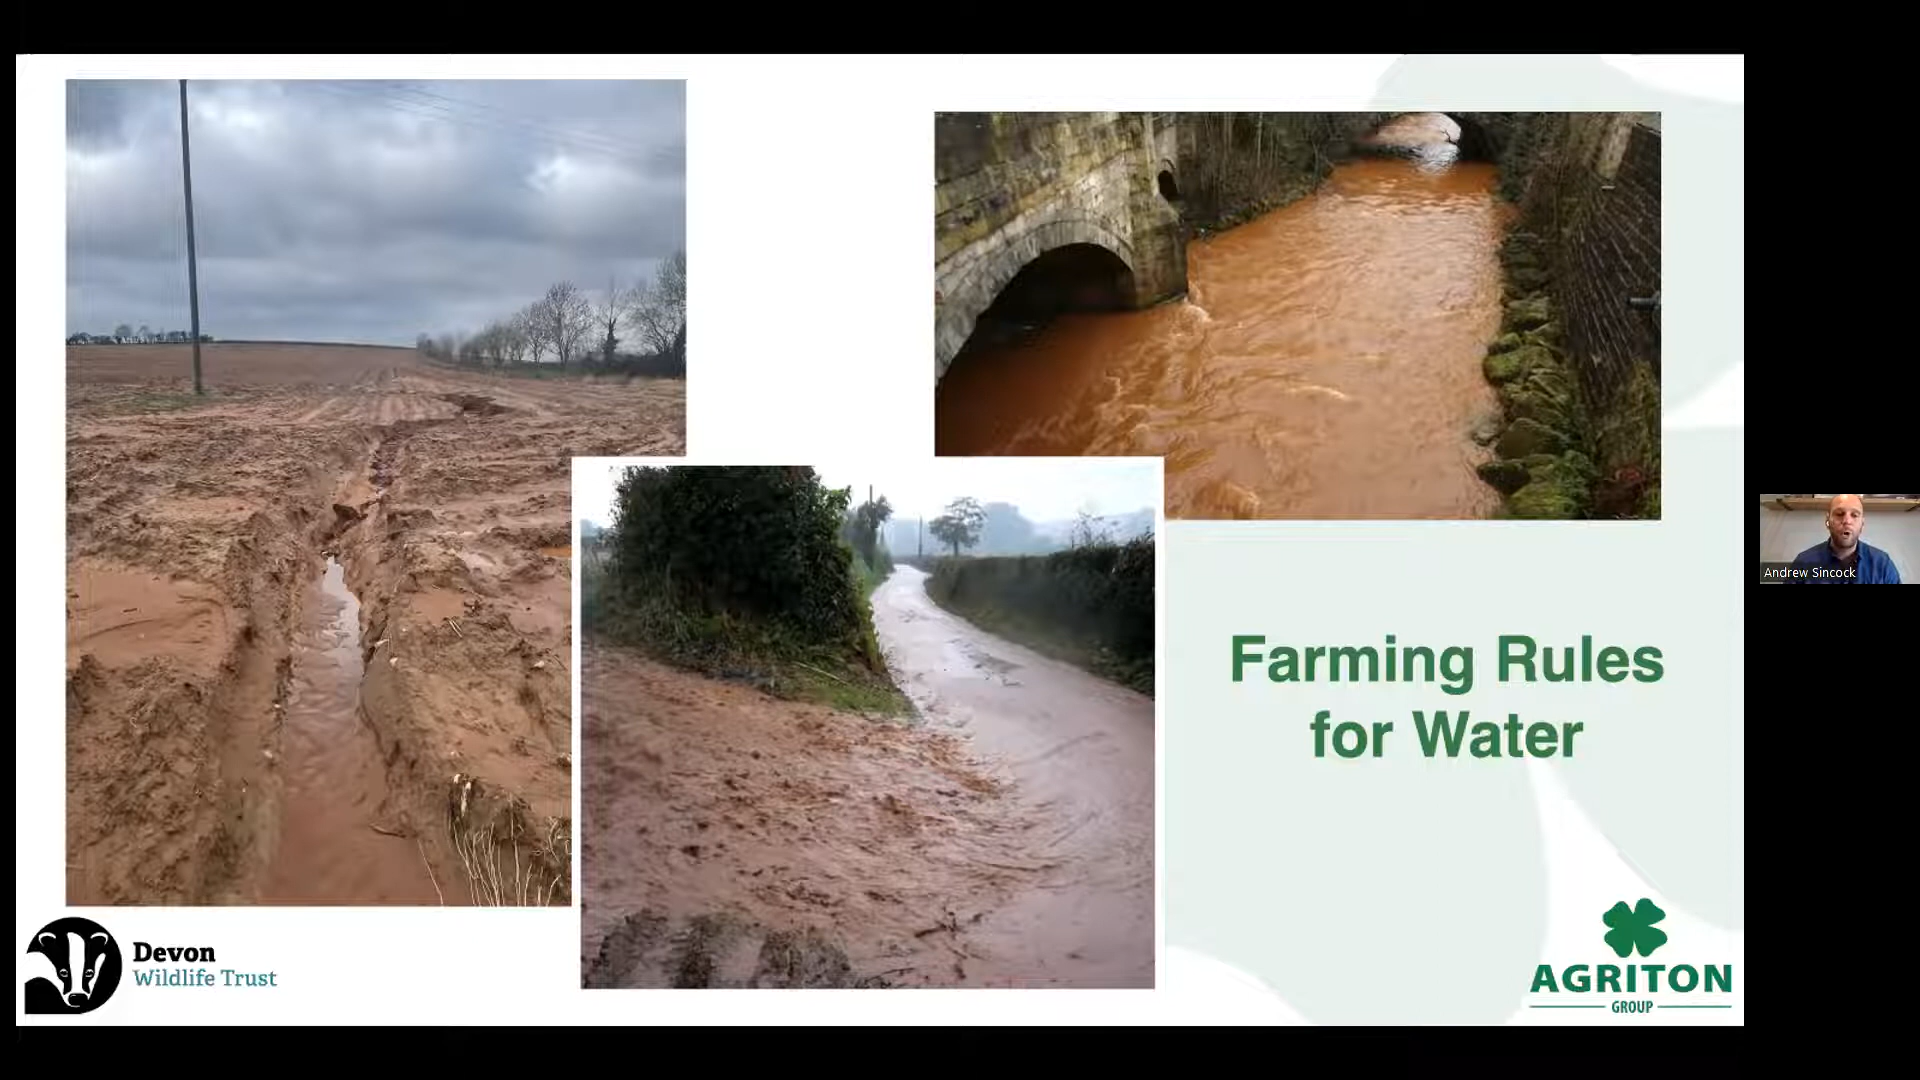 Farming Rules
for Water
Andrew Sincock
Devon
Wildlife Trust
AGRITON
GROUP